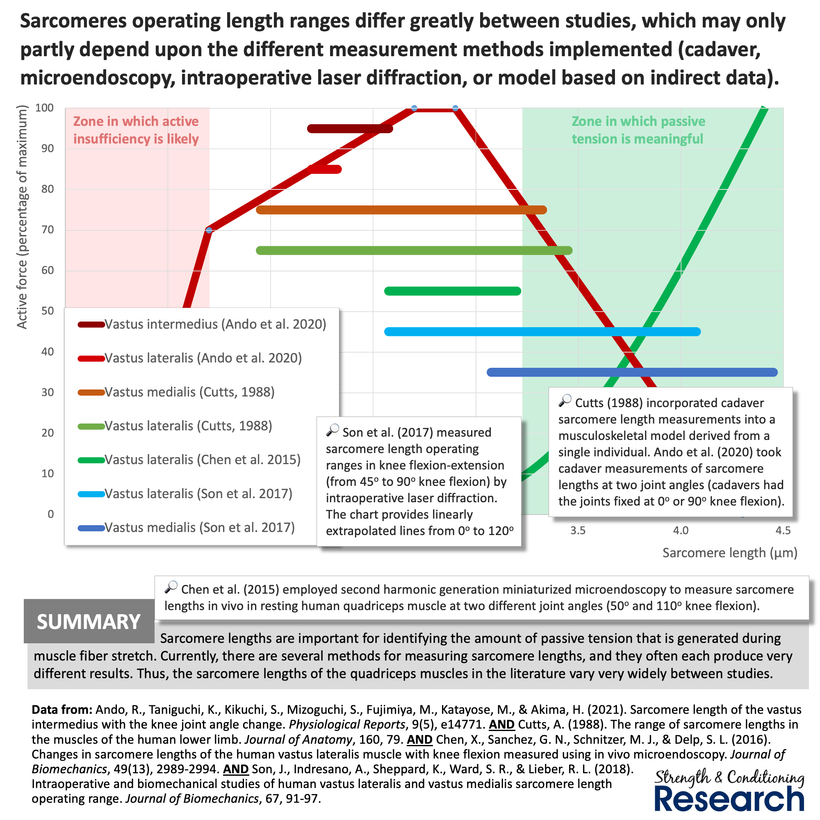 Sarcomeres operating length ranges differ greatly between studies, which may only
partly depend upon the different measurement methods implemented (cadaver,
microendoscopy, intraoperative laser diffraction, or model based on indirect data).
Active force (percentage of maximum)
100
90
80
70
60
50
40
30
20
10
0
Zone in which active
insufficiency is likely
Zone in which passive
tension is meaningful
Vastus intermedius (Ando et al. 2020)
Vastus lateralis (Ando et al. 2020)
Vastus medialis (Cutts, 1988)
Vastus lateralis (Cutts, 1988)
Vastus lateralis (Chen et al. 2015)
Vastus lateralis (Son et al. 2017)
Vastus medialis (Son et al. 2017)
Son et al. (2017) measured
sarcomere length operating
ranges in knee flexion-extension
(from 45º to 90º knee flexion) by
intraoperative laser diffraction.
The chart provides linearly
extrapolated lines from 0º to 120º
Cutts (1988) incorporated cadaver
sarcomere length measurements into a
musculoskeletal model derived from a
single individual. Ando et al. (2020) took
cadaver measurements of sarcomere
lengths at two joint angles (cadavers had
the joints fixed at 0º or 90º knee flexion).
3.5
4.0
4.5
Sarcomere length (μm)
Chen et al. (2015) employed second harmonic generation miniaturized microendoscopy to measure sarcomere
lengths in vivo in resting human quadriceps muscle at two different joint angles (50º and 110º knee flexion).
SUMMARY
Sarcomere lengths are important for identifying the amount of passive tension that is generated during
muscle fiber stretch. Currently, there are several methods for measuring sarcomere lengths, and they often each produce very
different results. Thus, the sarcomere lengths of the quadriceps muscles in the literature vary very widely between studies.
Data from: Ando, R., Taniguchi, K., Kikuchi, S., Mizoguchi, S., Fujimiya, M., Katayose, M., & Akima, H. (2021). Sarcomere length of the vastus
intermedius with the knee joint angle change. Physiological Reports, 9(5), e14771. AND Cutts, A. (1988). The range of sarcomere lengths in
the muscles of the human lower limb. Journal of Anatomy, 160, 79. AND Chen, X., Sanchez, G. N., Schnitzer, M. J., & Delp, S. L. (2016).
Changes in sarcomere lengths of the human vastus lateralis muscle with knee flexion measured using in vivo microendoscopy. Journal of
Biomechanics, 49(13), 2989-2994. AND Son, J., Indresano, A., Sheppard, K., Ward, S. R., & Lieber, R. L. (2018).
Intraoperative and biomechanical studies of human vastus lateralis and vastus medialis sarcomere length
operating range. Journal of Biomechanics, 67, 91-97.
Strength & Conditioning
Research